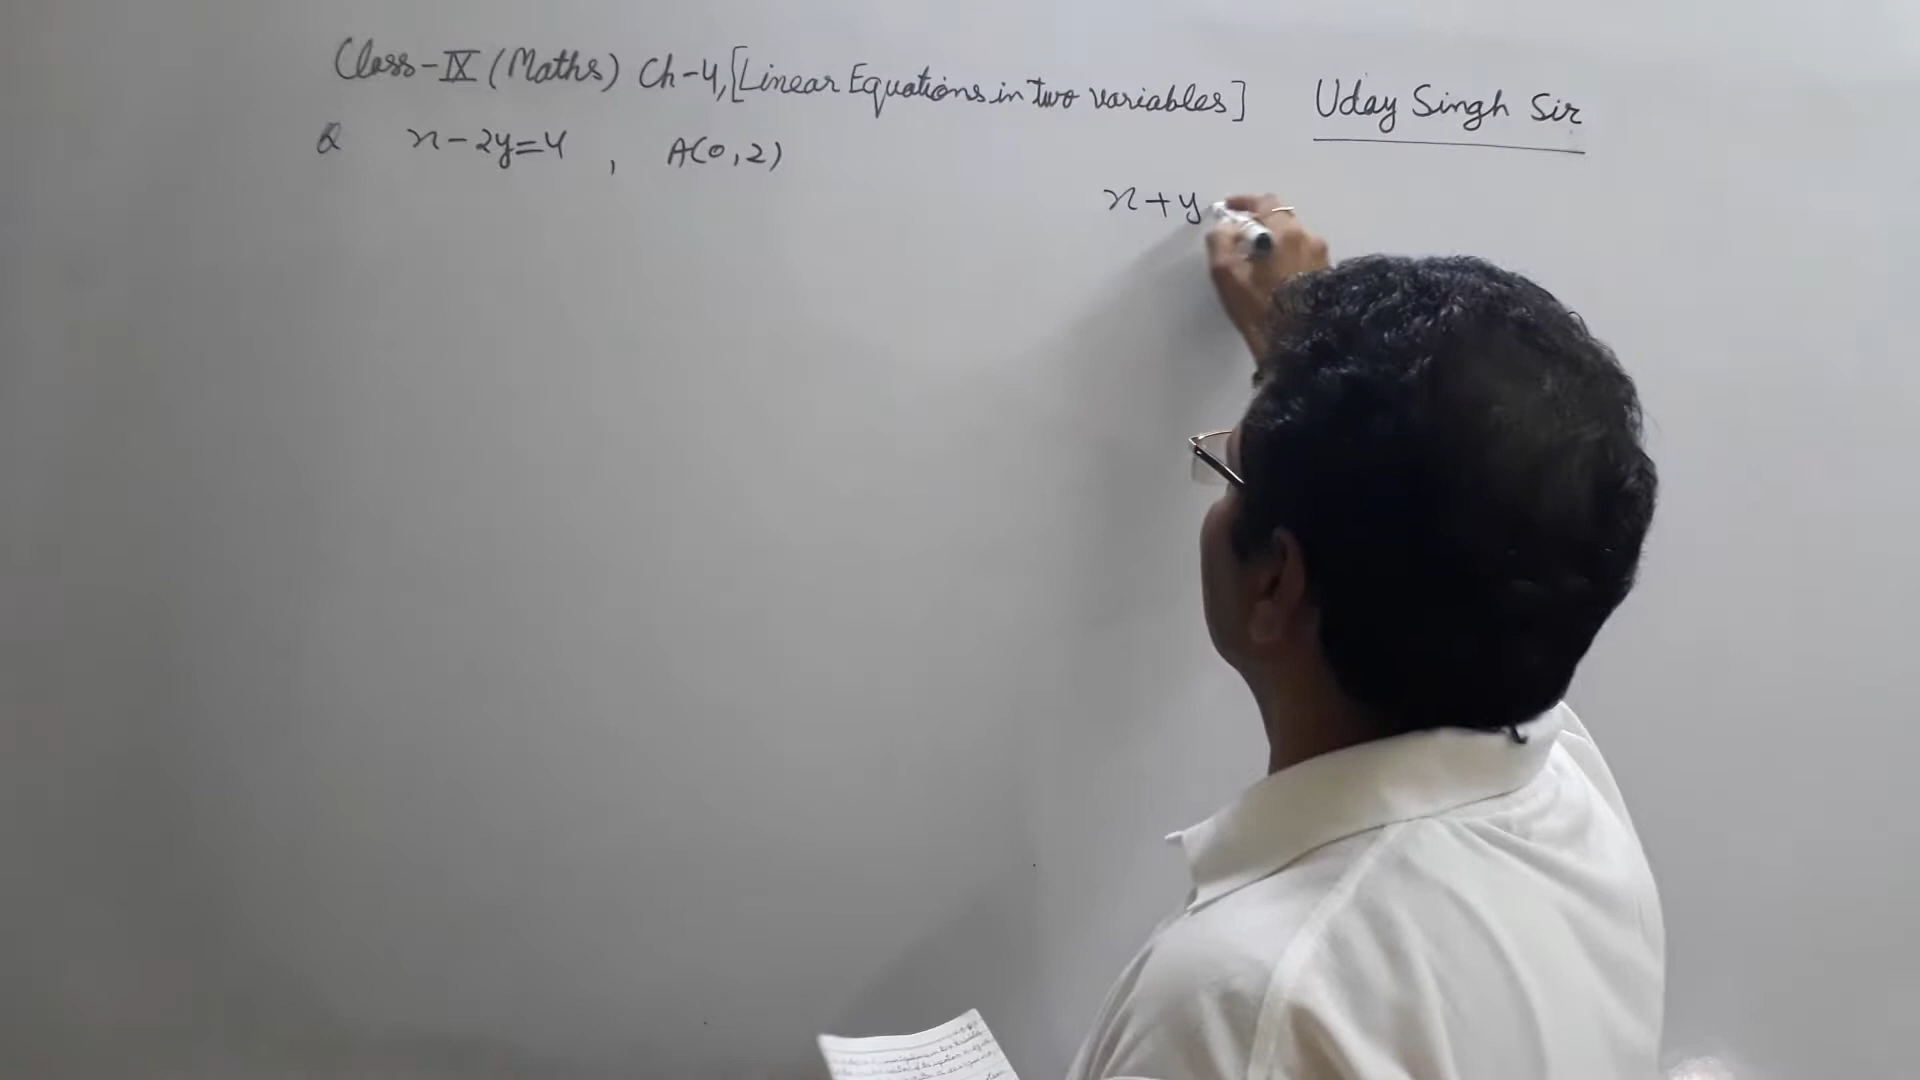 Class-IX (Maths) Ch-4, [Linear Equations in two variables] Uday Singh Sir
Q x-2y=4 , A(0,2)
x+y